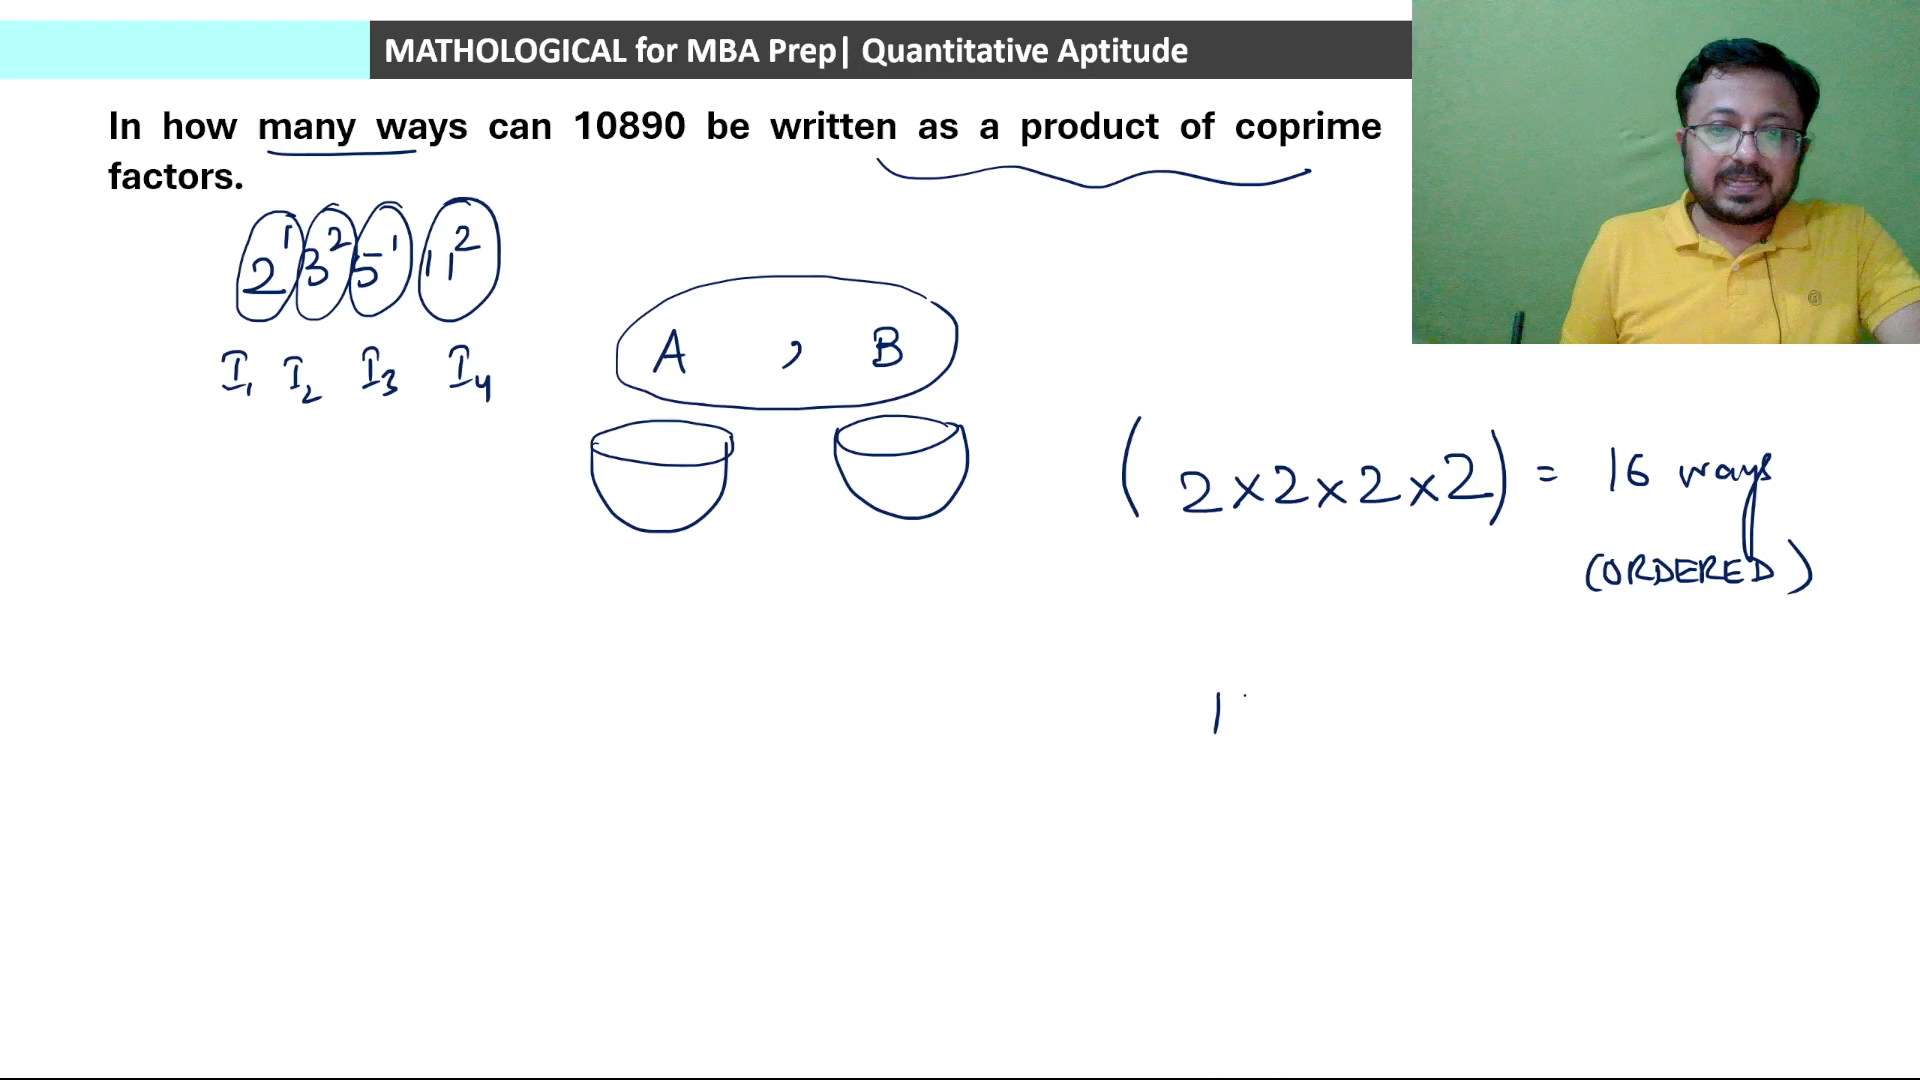 MATHOLOGICAL for MBA Prep| Quantitative Aptitude
In how many ways can 10890 be written as a product of coprime
factors.
2¹ 3² 5¹ 11²
I₁ I₂ I₃ I₄
A , B
(2×2×2×2) = 16 ways
(ORDERED)
1